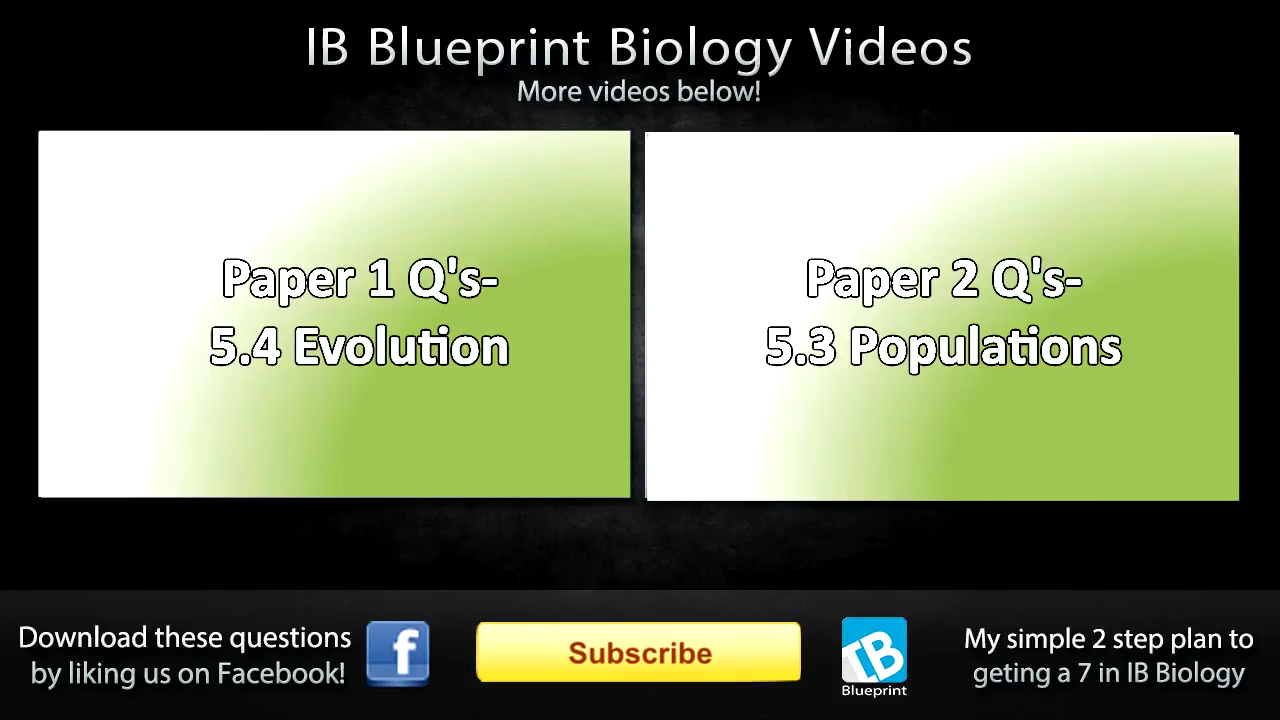 IB Blueprint Biology Videos
More videos below!
Paper 1 Q's-
5.4 Evolution
Paper 2 Q's-
5.3 Populations
Download these questions
by liking us on Facebook!
f
Subscribe
IB
Blueprint
My simple 2 step plan to
geting a 7 in IB Biology